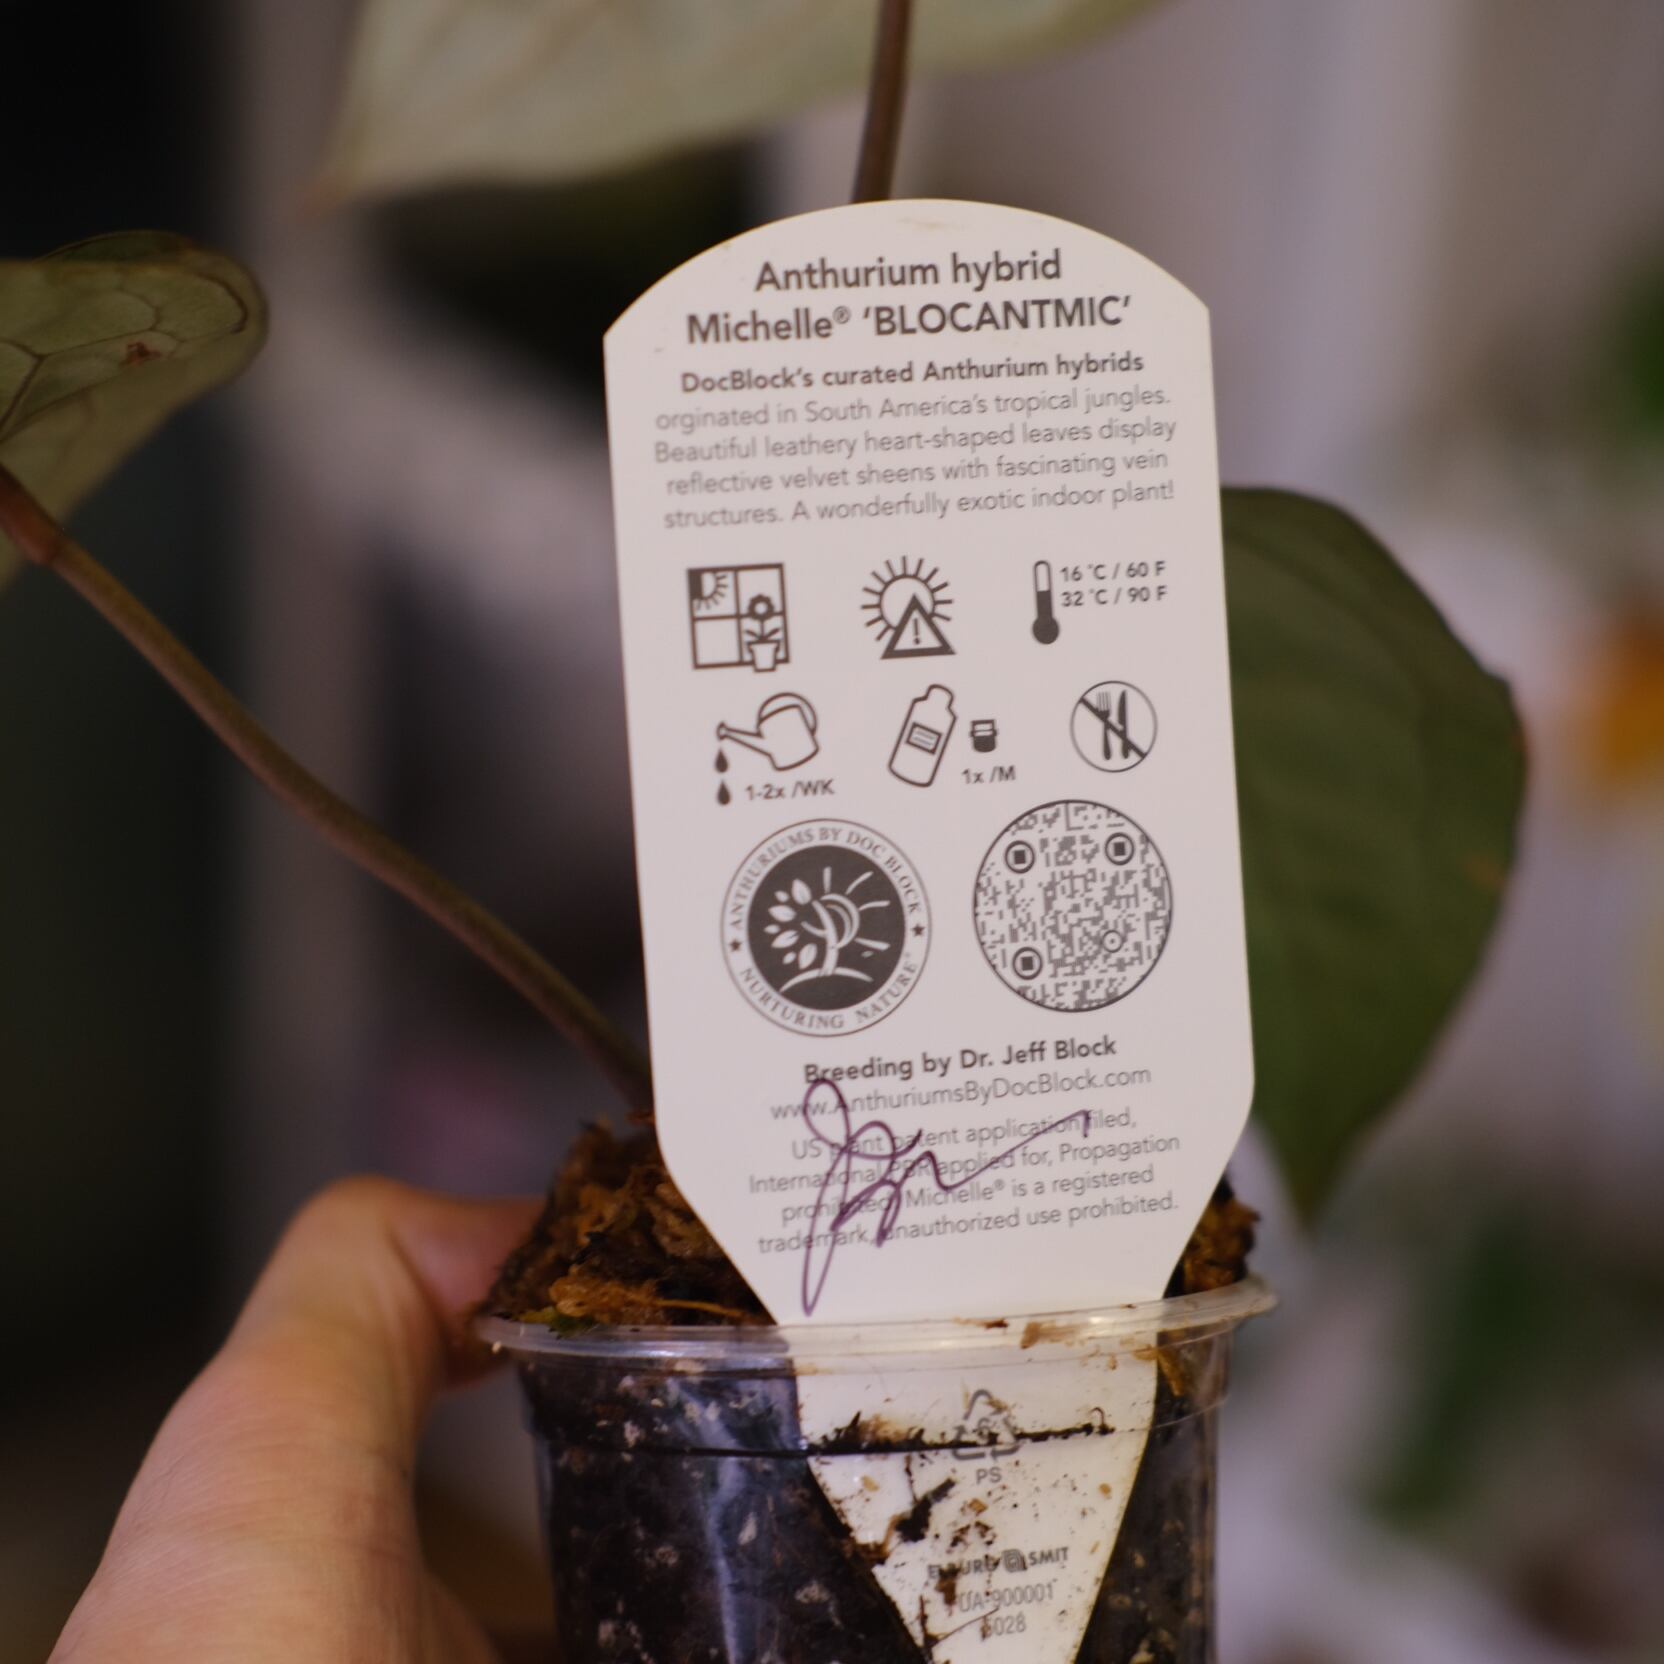 Anthurium hybrid
Michelle® ‘BLOCANTMIC’
DocBlock's curated Anthurium hybrids
orginated in South America's tropical jungles.
Beautiful leathery heart-shaped leaves display
reflective velvet sheens with fascinating vein
structures. A wonderfully exotic indoor plant!
16 °C / 60 F
32 °C / 90 F
1-2x /WK
1x /M
ANTHURIUMS BY DOC BLOCK
NURTURING NATURE
Breeding by Dr. Jeff Block
www.AnthuriumsByDocBlock.com
US plant patent application filed,
International PBR applied for, Propagation
prohibited, Michelle® is a registered
trademark, unauthorized use prohibited.
6
PS
SMIT